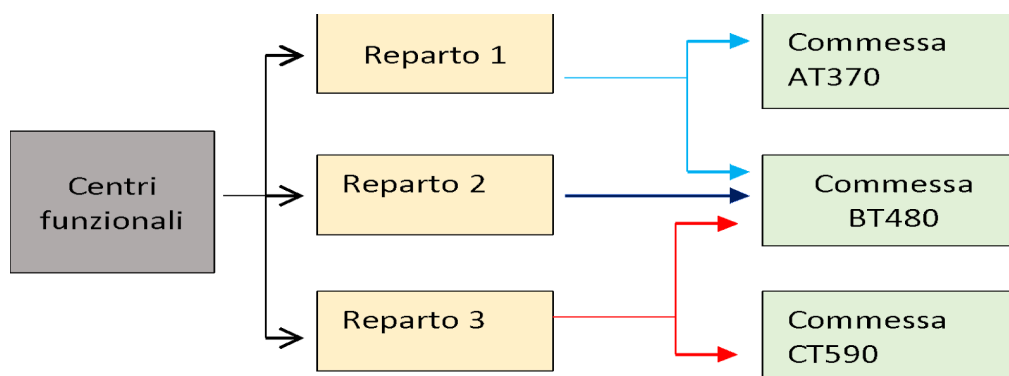 Centri
funzionali
Reparto 1
Reparto 2
Reparto 3
Commessa
AT370
Commessa
BT480
Commessa
CT590